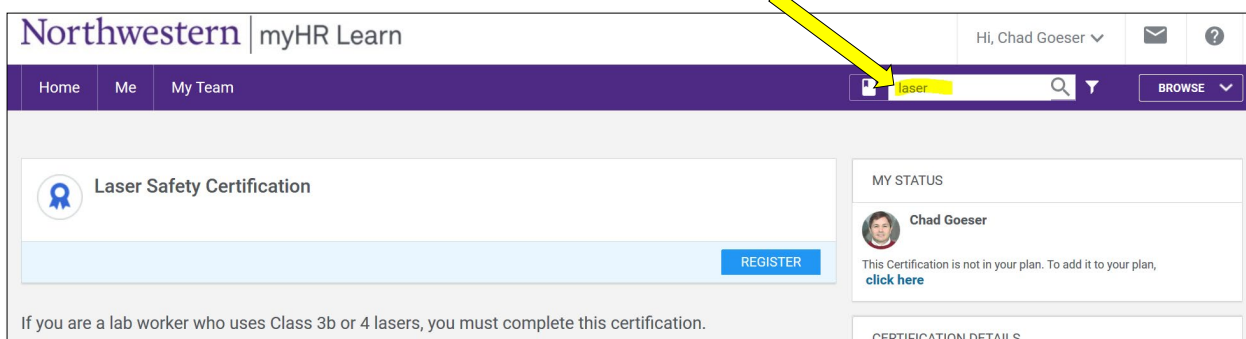 Northwestern | myHR Learn
Hi, Chad Goeser
?
Home Me My Team
laser
BROWSE
Laser Safety Certification
REGISTER
If you are a lab worker who uses Class 3b or 4 lasers, you must complete this certification.
MY STATUS
Chad Goeser
This Certification is not in your plan. To add it to your plan,
click here
CERTIFICATION DETAILS